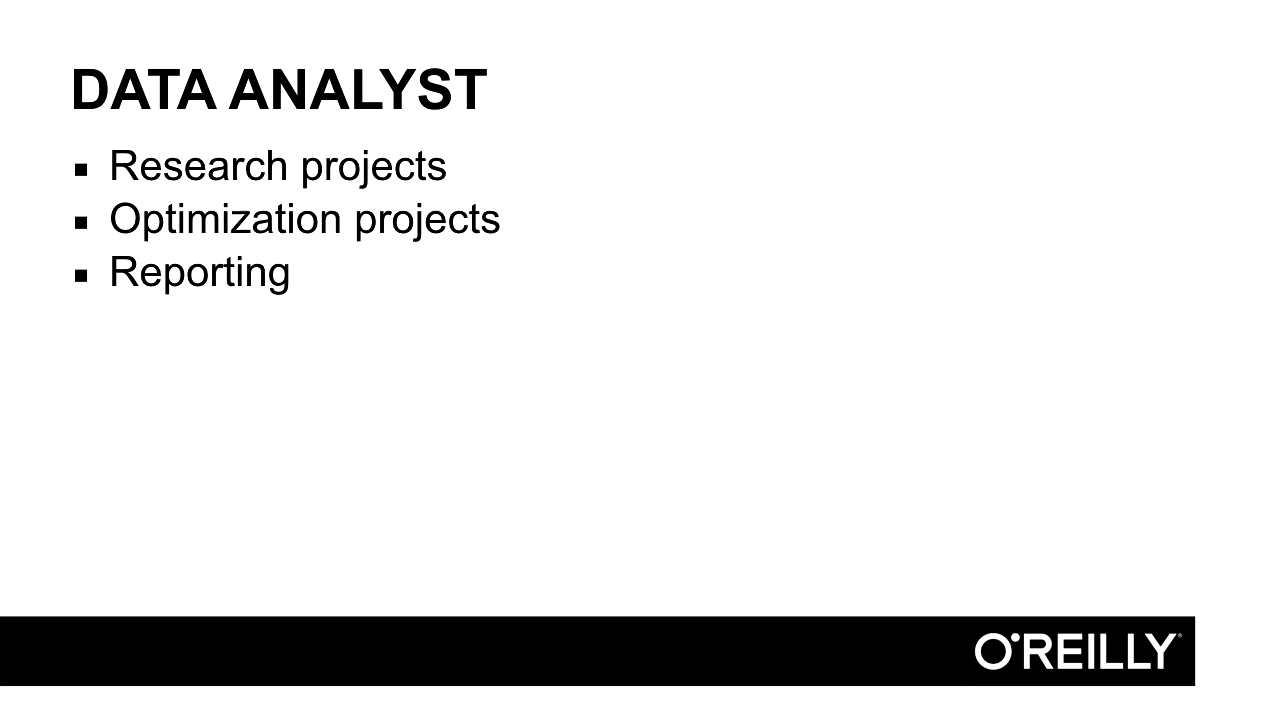 DATA ANALYST
▪ Research projects
▪ Optimization projects
▪ Reporting
O'REILLY®